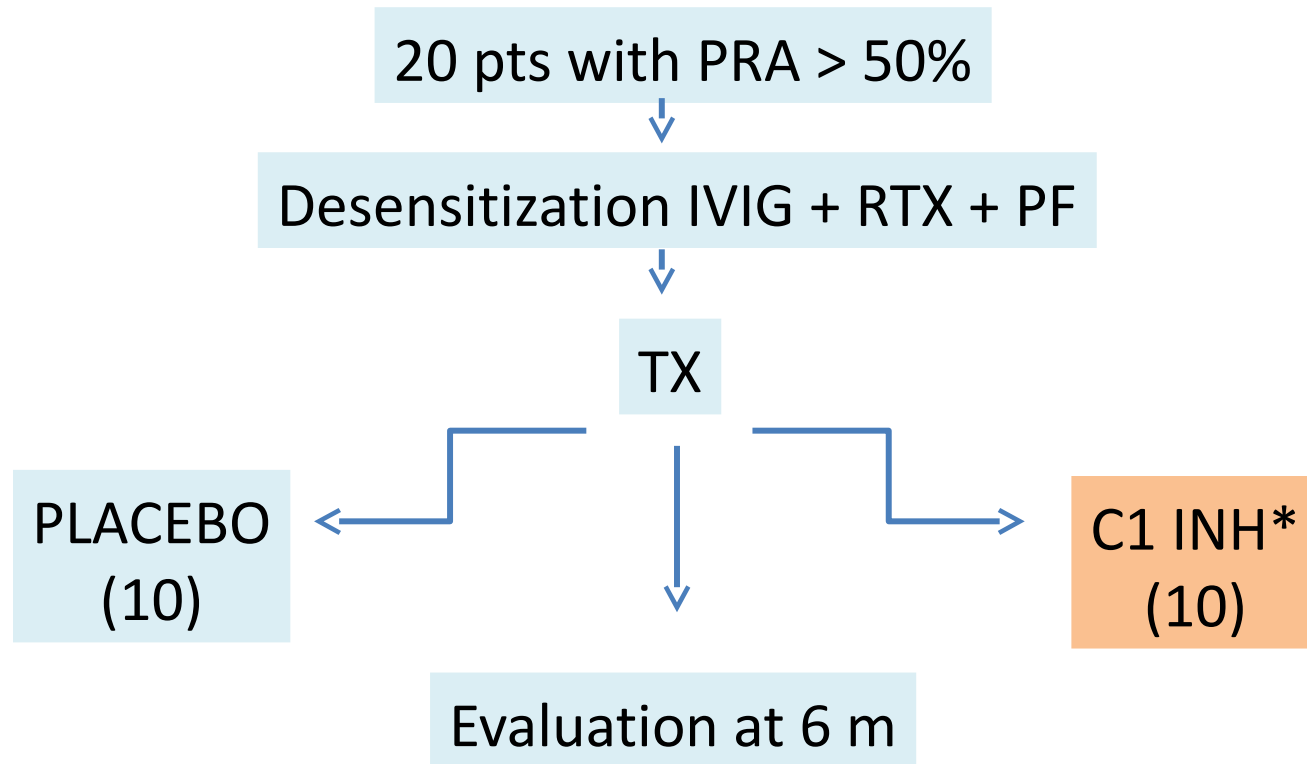 20 pts with PRA > 50%
Desensitization IVIG + RTX + PF
TX
PLACEBO
(10)
C1 INH*
(10)
Evaluation at 6 m